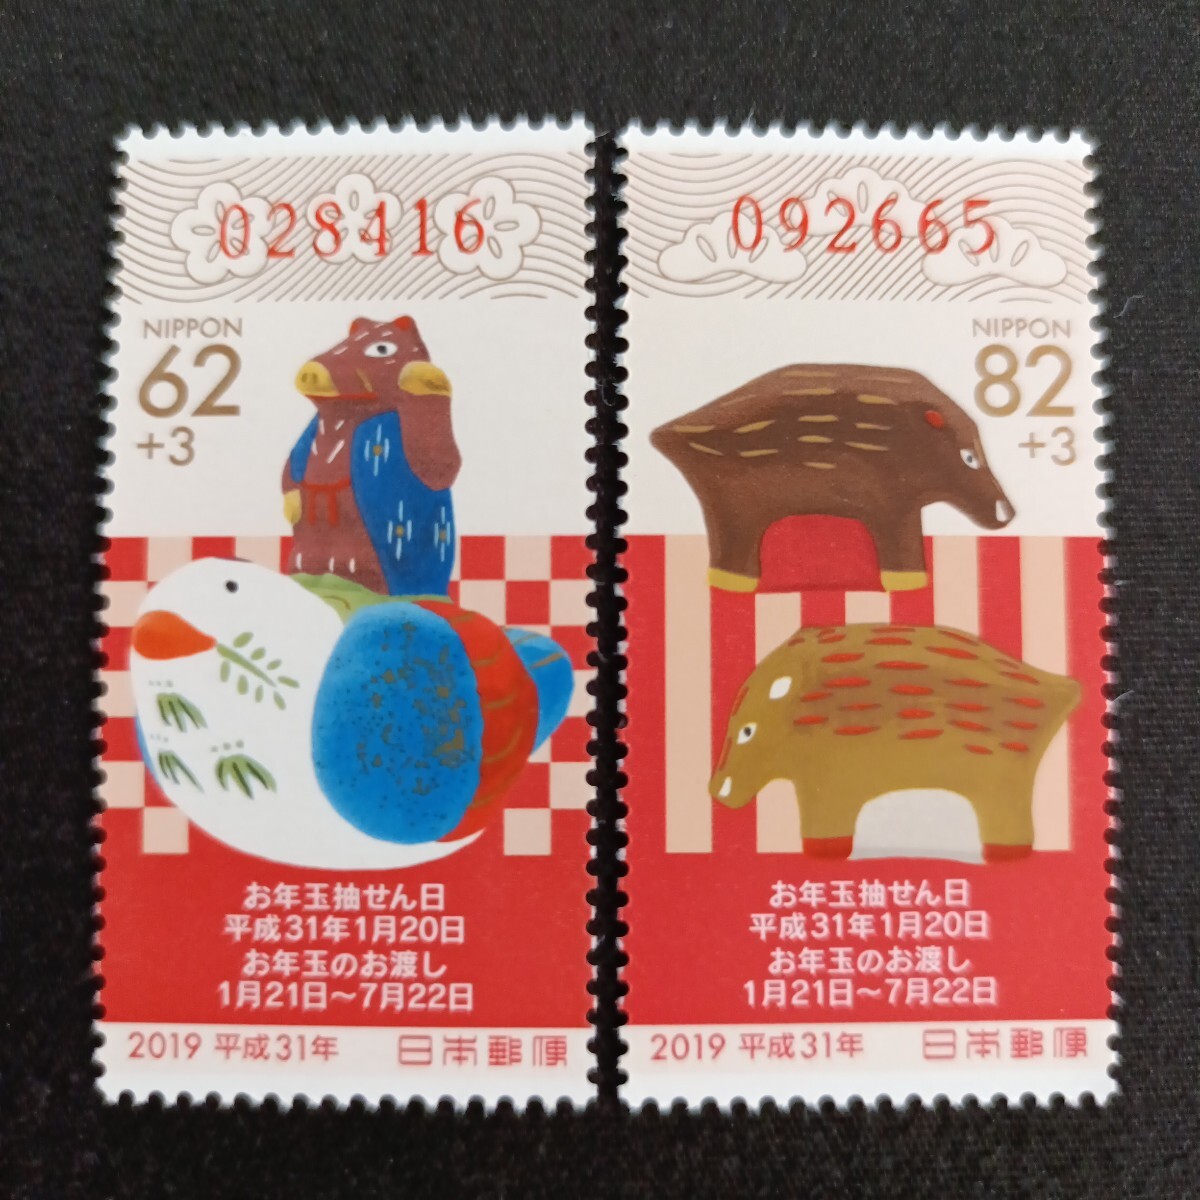 028416
NIPPON
62
+3
お年玉抽せん日
平成31年1月20日
お年玉のお渡し
1月21日～7月22日
2019 平成31年 日本郵便
092665
NIPPON
82
+3
お年玉抽せん日
平成31年1月20日
お年玉のお渡し
1月21日～7月22日
2019 平成31年 日本郵便